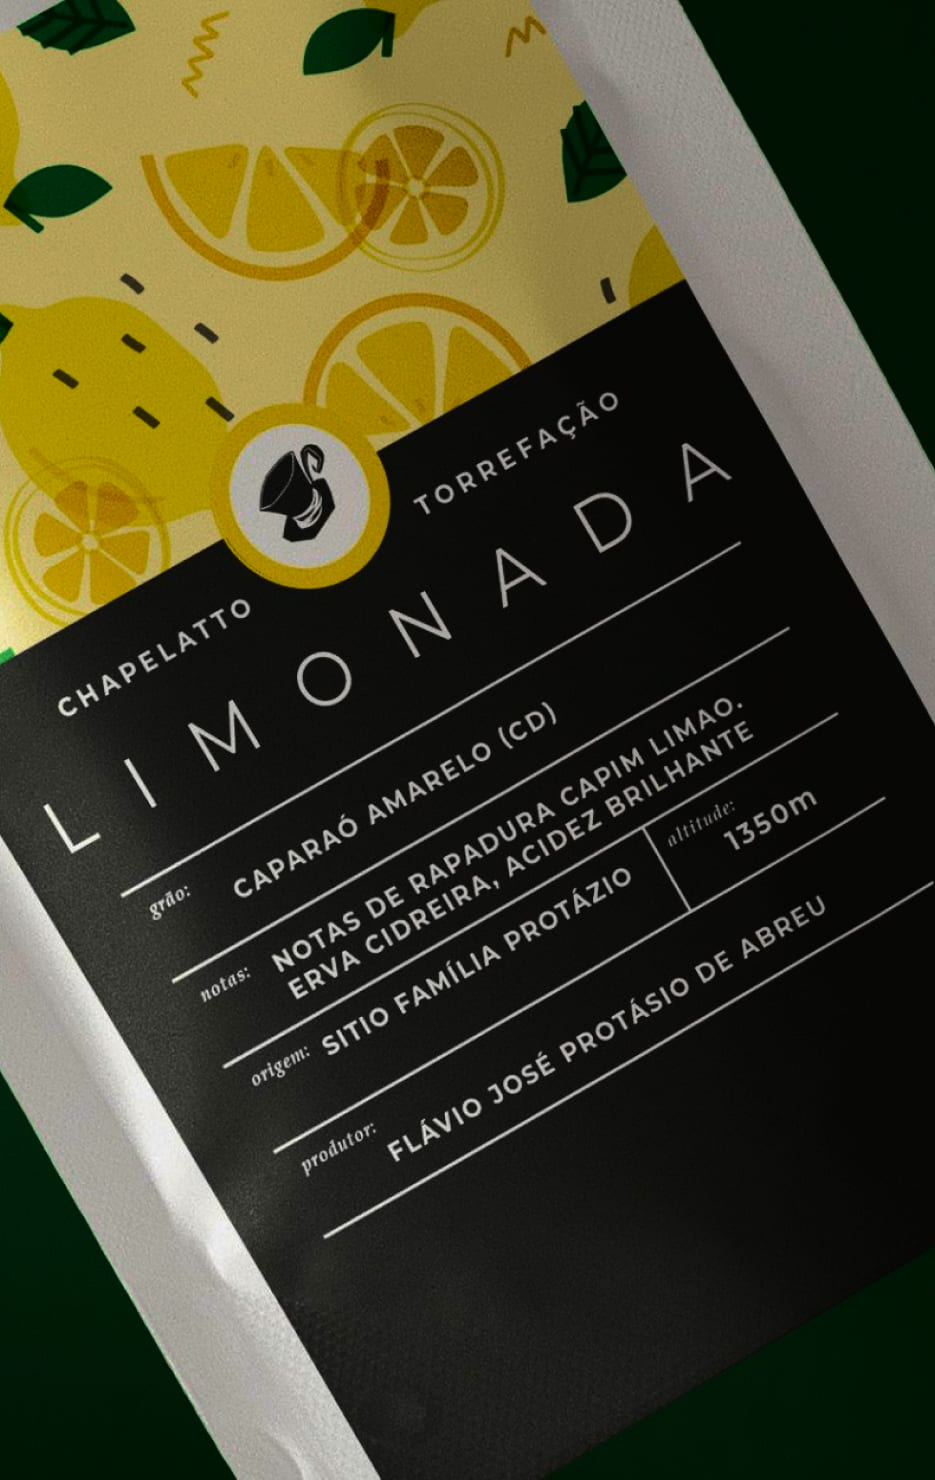 CHAPELATTO TORREFAÇÃO
LIMONADA
grão: CAPARAÓ AMARELO (CD)
notas: NOTAS DE RAPADURA CAPIM LIMAO.
ERVA CIDREIRA, ACIDEZ BRILHANTE
origem: SITIO FAMÍLIA PROTÁZIO
altitude: 1350m
produtor: FLÁVIO JOSÉ PROTÁSIO DE ABREU